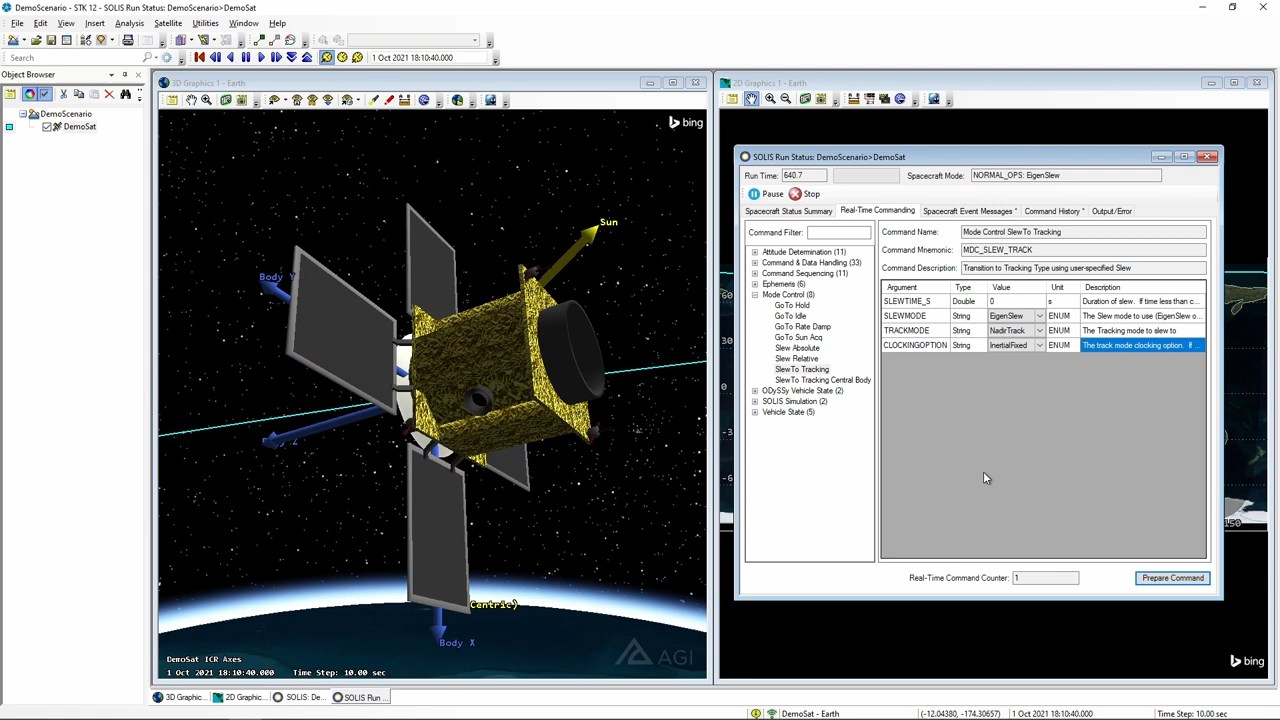 DemoScenario - STK 12 - SOLIS Run Status: DemoScenario>DemoSat
File Edit View Insert Analysis Satellite Utilities Window Help
Search
1 Oct 2021 18:10:40.000
Object Browser
DemoScenario
DemoSat
3D Graphics 1 - Earth
bing
Sun
Body Y
Z
Centric)
Body X
DemoSat ICR Axes
1 Oct 2021 18:10:40.000 Time Step: 10.00 sec
AGI
2D Graphics 1 - Earth
SOLIS Run Status: DemoScenario>DemoSat
Run Time: 640.7 Spacecraft Mode: NORMAL_OPS: EigenSlew
Pause Stop
Spacecraft Status Summary Real-Time Commanding Spacecraft Event Messages * Command History * Output/Error
Command Filter:
Attitude Determination (11)
Command & Data Handling (33)
Command Sequencing (11)
Ephemeris (6)
Mode Control (8)
GoTo Hold
GoTo Idle
GoTo Rate Damp
GoTo Sun Acq
Slew Absolute
Slew Relative
SlewTo Tracking
SlewTo Tracking Central Body
ODySSy Vehicle State (2)
SOLIS Simulation (2)
Vehicle State (5)
Command Name: Mode Control SlewTo Tracking
Command Mnemonic: MDC_SLEW_TRACK
Command Description: Transition to Tracking Type using user-specified Slew
Argument Type Value Unit Description
SLEWTIME_S Double 0 s Duration of slew. If time less than c...
SLEWMODE String EigenSlew ENUM The Slew mode to use (EigenSlew o...
TRACKMODE String NadirTrack ENUM The Tracking mode to slew to
CLOCKINGOPTION String InertialFixed ENUM The track mode clocking option. If ...
Real-Time Command Counter: 1 Prepare Command
150
bing
3D Graphic... 2D Graphic... SOLIS: De... SOLIS Run ...
DemoSat - Earth (-12.04380, -174.30657) 1 Oct 2021 18:10:40.000 Time Step: 10.00 sec